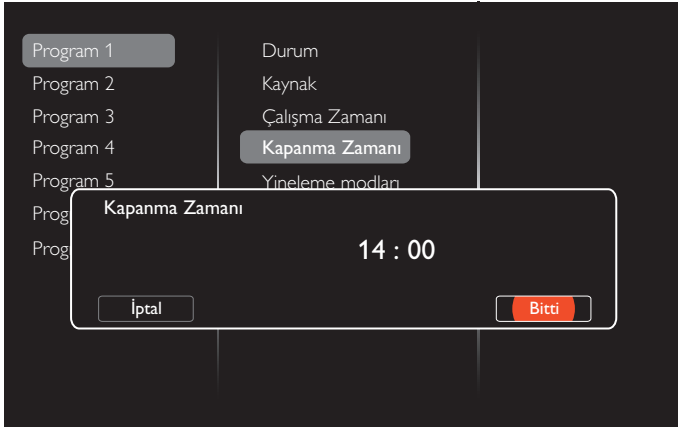 Program 1
Program 2
Program 3
Program 4
Program 5
Durum
Kaynak
Çalışma Zamanı
Kapanma Zamanı
Yineleme modları
Kapanma Zamanı
14 : 00
İptal
Bitti